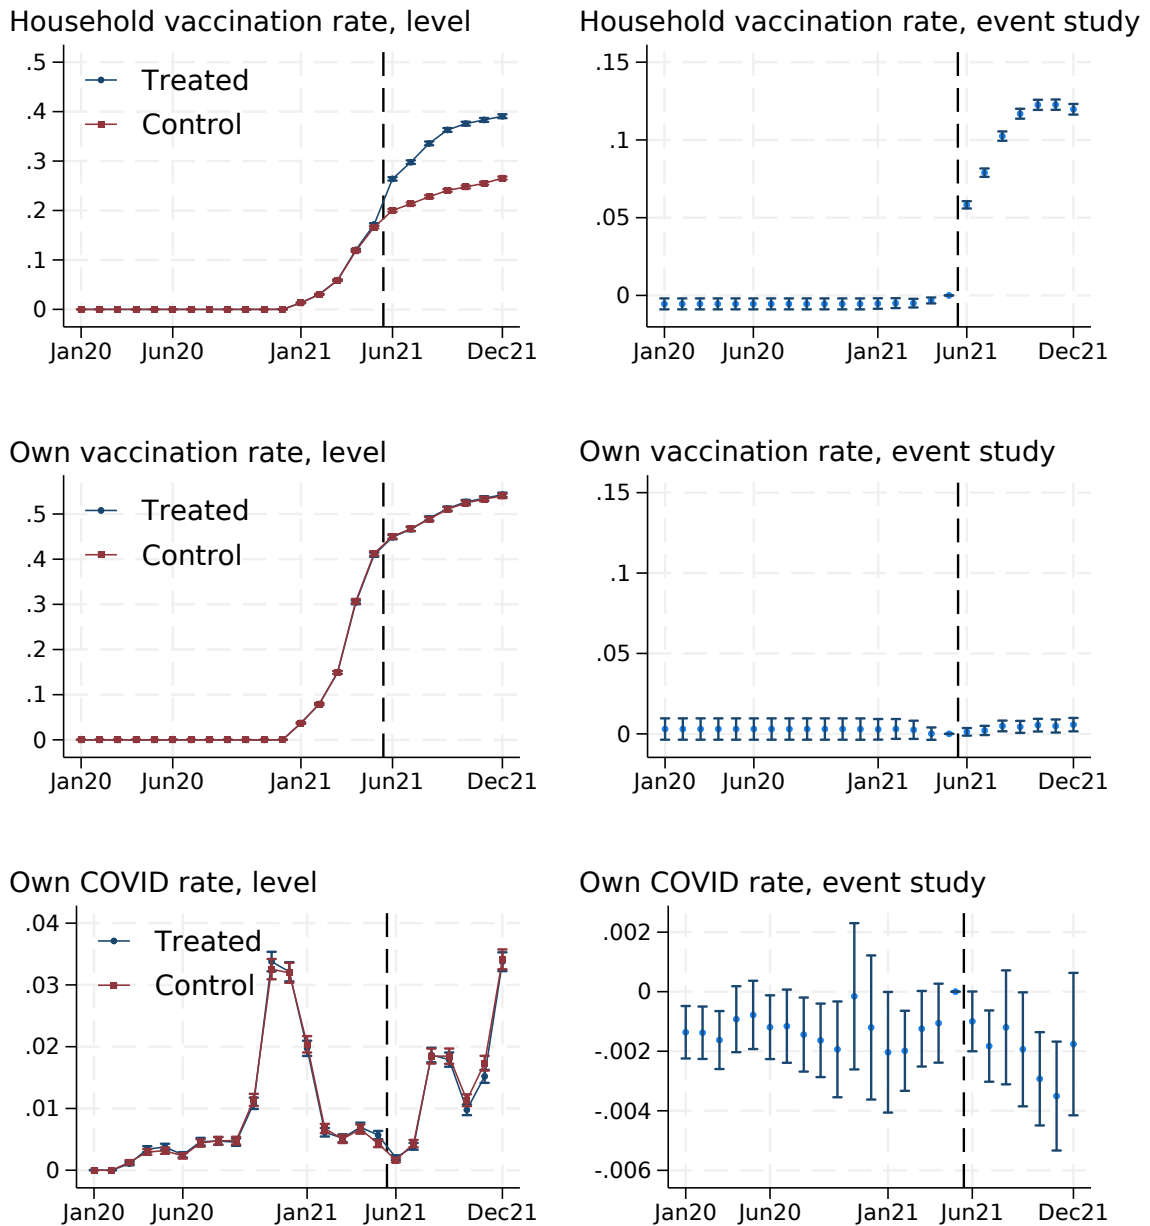 Household vaccination rate, level
.5
.4
.3
.2
.1
0
Treated
Control
Jan20 Jun20 Jan21 Jun21 Dec21
Household vaccination rate, event study
.15
.1
.05
0
Jan20 Jun20 Jan21 Jun21 Dec21
Own vaccination rate, level
.5
.4
.3
.2
.1
0
Treated
Control
Jan20 Jun20 Jan21 Jun21 Dec21
Own vaccination rate, event study
.15
.1
.05
0
Jan20 Jun20 Jan21 Jun21 Dec21
Own COVID rate, level
.04
.03
.02
.01
0
Treated
Control
Jan20 Jun20 Jan21 Jun21 Dec21
Own COVID rate, event study
.002
0
-.002
-.004
-.006
Jan20 Jun20 Jan21 Jun21 Dec21